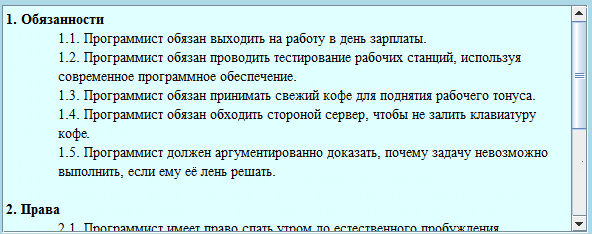 1. Обязанности
1.1. Программист обязан выходить на работу в день зарплаты.
1.2. Программист обязан проводить тестирование рабочих станций, используя
современное программное обеспечение.
1.3. Программист обязан принимать свежий кофе для поднятия рабочего тонуса.
1.4. Программист обязан обходить стороной сервер, чтобы не залить клавиатуру
кофе.
1.5. Программист должен аргументированно доказать, почему задачу невозможно
выполнить, если ему её лень решать.
2. Права
2.1. Программист имеет право спать утром до естественного пробуждения.